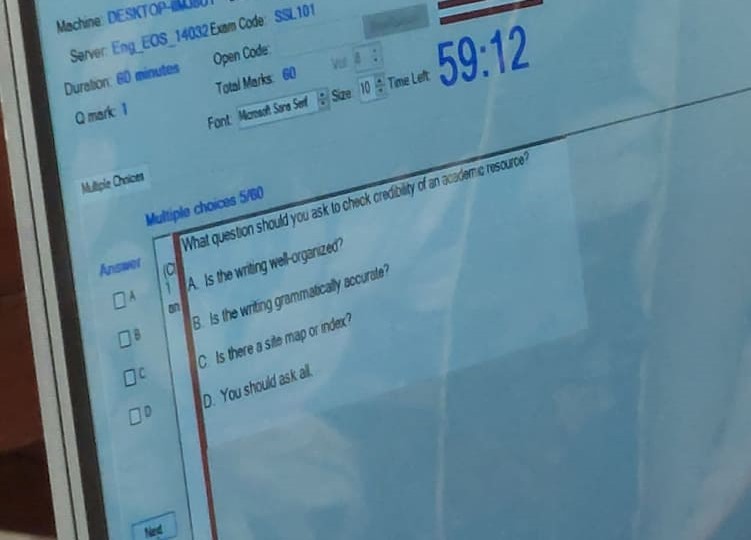 Machine: DESKTOP-
Server: Eng_EOS_14032 Exam Code: SSL101
Duration: 60 minutes Open Code:
Q mark: 1 Total Marks: 60 Vol: 8
Font: Microsoft Sans Serif Size: 10 Time Left: 59:12
Multiple Choices
Multiple choices 5/60
Answer
What question should you ask to check credibility of an academic resource?
A A. Is the writing well-organized?
B B. Is the writing grammatically accurate?
C C. Is there a site map or index?
D D. You should ask all.
Next